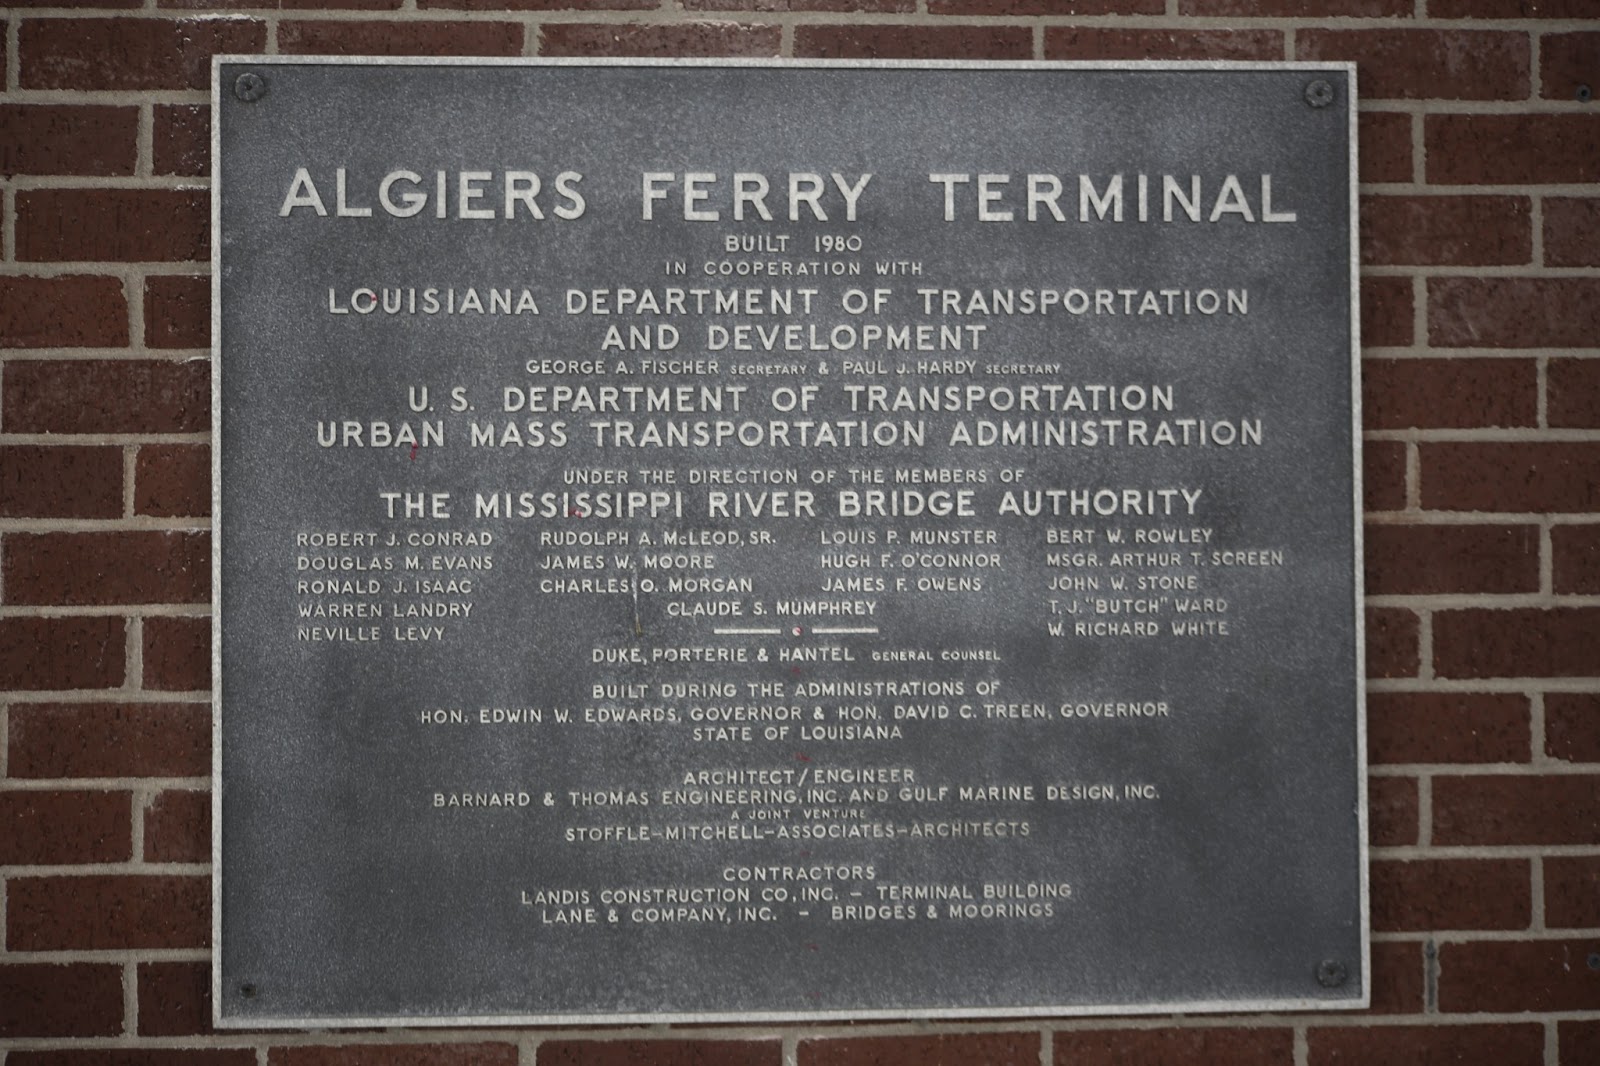 ALGIERS FERRY TERMINAL
BUILT 1980
IN COOPERATION WITH
LOUISIANA DEPARTMENT OF TRANSPORTATION
AND DEVELOPMENT
GEORGE A. FISCHER SECRETARY & PAUL J. HARDY SECRETARY
U. S. DEPARTMENT OF TRANSPORTATION
URBAN MASS TRANSPORTATION ADMINISTRATION
UNDER THE DIRECTION OF THE MEMBERS OF
THE MISSISSIPPI RIVER BRIDGE AUTHORITY
ROBERT J. CONRAD RUDOLPH A. McLEOD, SR. LOUIS P. MUNSTER BERT W. ROWLEY
DOUGLAS M. EVANS JAMES W. MOORE HUGH F. O'CONNOR MSGR. ARTHUR T. SCREEN
RONALD J. ISAAC CHARLES O. MORGAN JAMES F. OWENS JOHN W. STONE
WARREN LANDRY CLAUDE S. MUMPHREY T. J. "BUTCH" WARD
NEVILLE LEVY W. RICHARD WHITE
DUKE, PORTERIE & HANTEL GENERAL COUNSEL
BUILT DURING THE ADMINISTRATIONS OF
HON. EDWIN W. EDWARDS, GOVERNOR & HON. DAVID C. TREEN, GOVERNOR
STATE OF LOUISIANA
ARCHITECT/ENGINEER
BARNARD & THOMAS ENGINEERING, INC. AND GULF MARINE DESIGN, INC.
A JOINT VENTURE
STOFFLE-MITCHELL-ASSOCIATES-ARCHITECTS
CONTRACTORS
LANDIS CONSTRUCTION CO, INC. - TERMINAL BUILDING
LANE & COMPANY, INC. - BRIDGES & MOORINGS